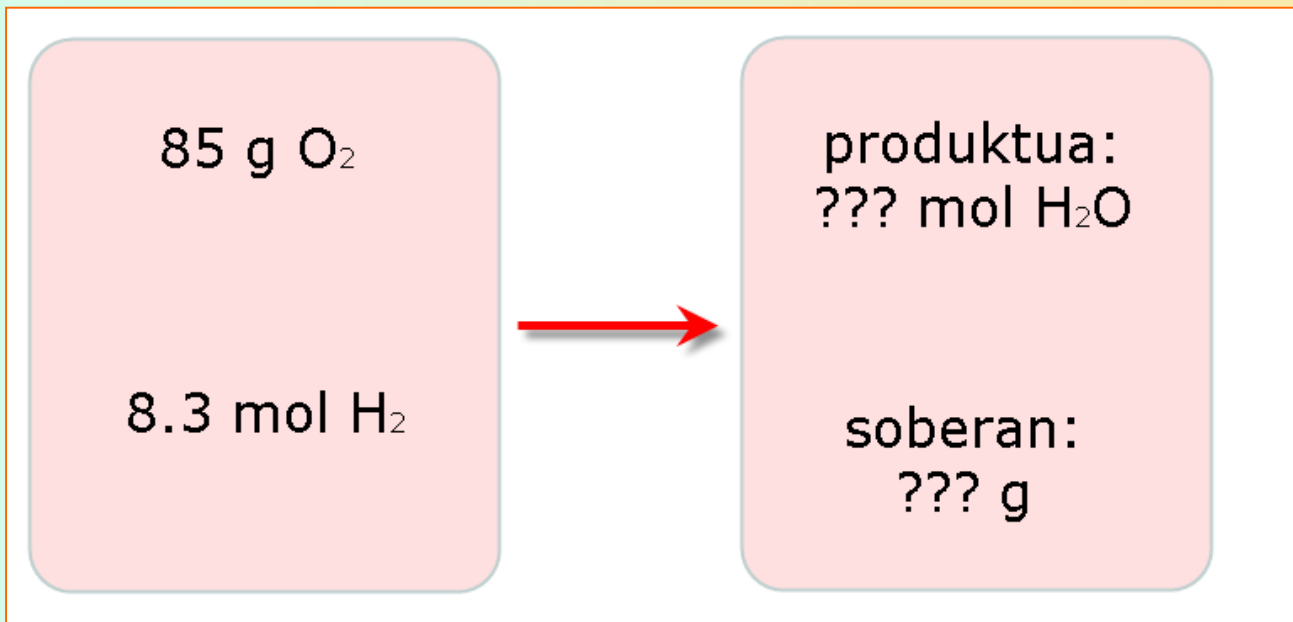 85 g O₂
8.3 mol H₂
produktua:
??? mol H₂O
soberan:
??? g